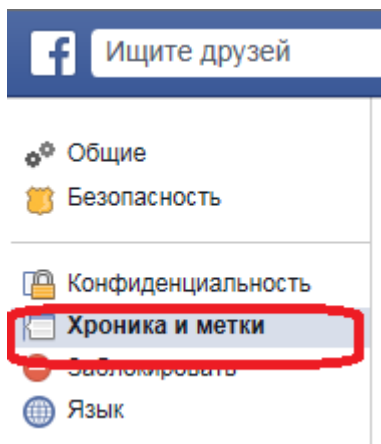 f
Ищите друзей
Общие
Безопасность
Конфиденциальность
Хроника и метки
Заблокировать
Язык